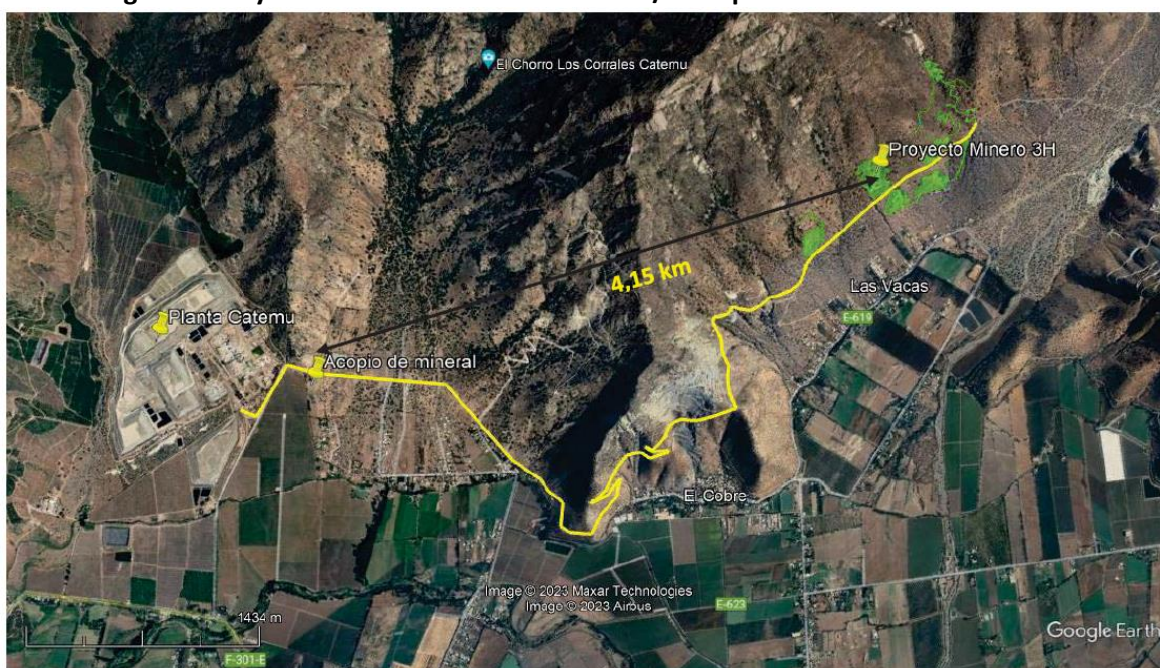 El Chorro Los Corrales Catemu
Proyecto Minero 3H
4,15 km
Las Vacas
E-619
Planta Catemu
Acopio de mineral
El Cobre
Image © 2023 Maxar Technologies
Image © 2023 Airbus
E-623
1434 m
Google Earth
F-301-E